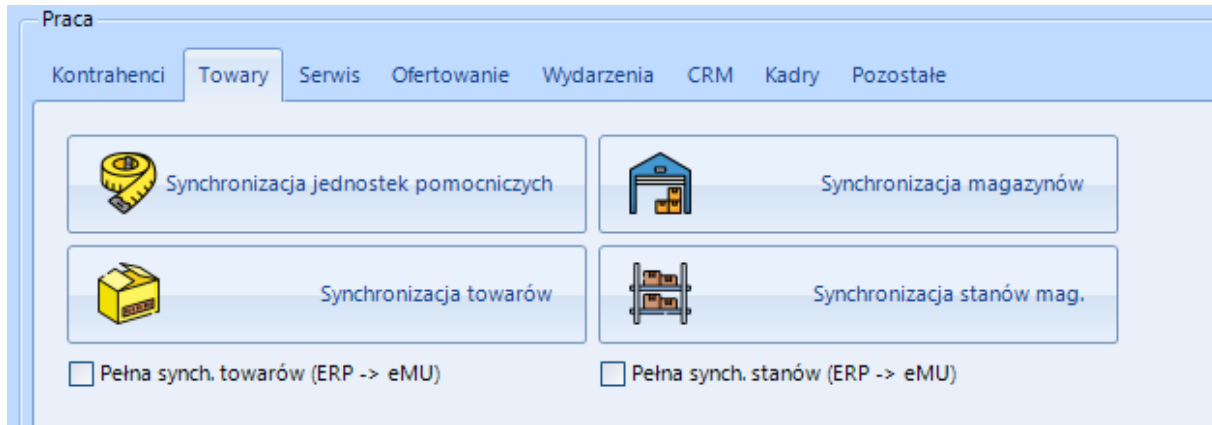 Praca
Kontrahenci Towary Serwis Ofertowanie Wydarzenia CRM Kadry Pozostałe
Synchronizacja jednostek pomocniczych Synchronizacja magazynów
Synchronizacja towarów Synchronizacja stanów mag.
Pełna synch. towarów (ERP -> eMU) Pełna synch. stanów (ERP -> eMU)